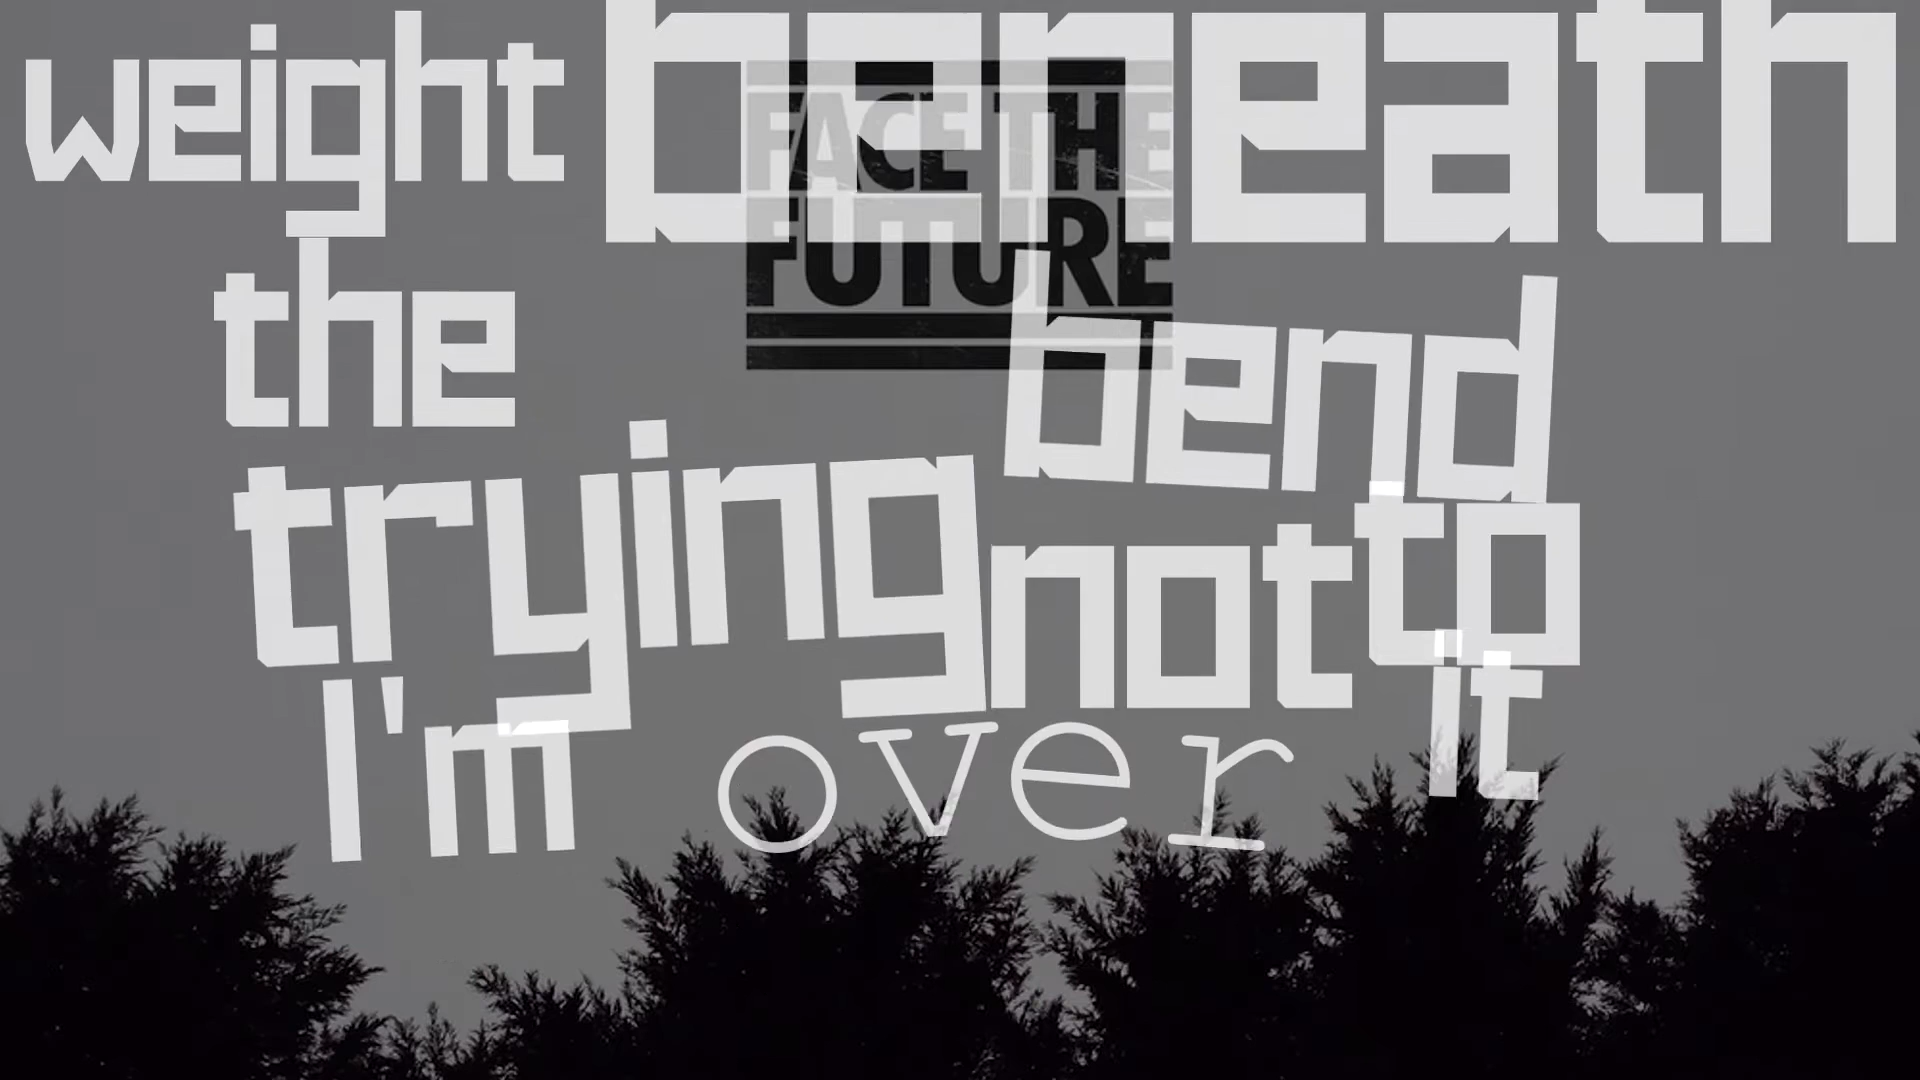 weight beneath
FACE THE
FUTURE
the bend
trying not to
I'm over it